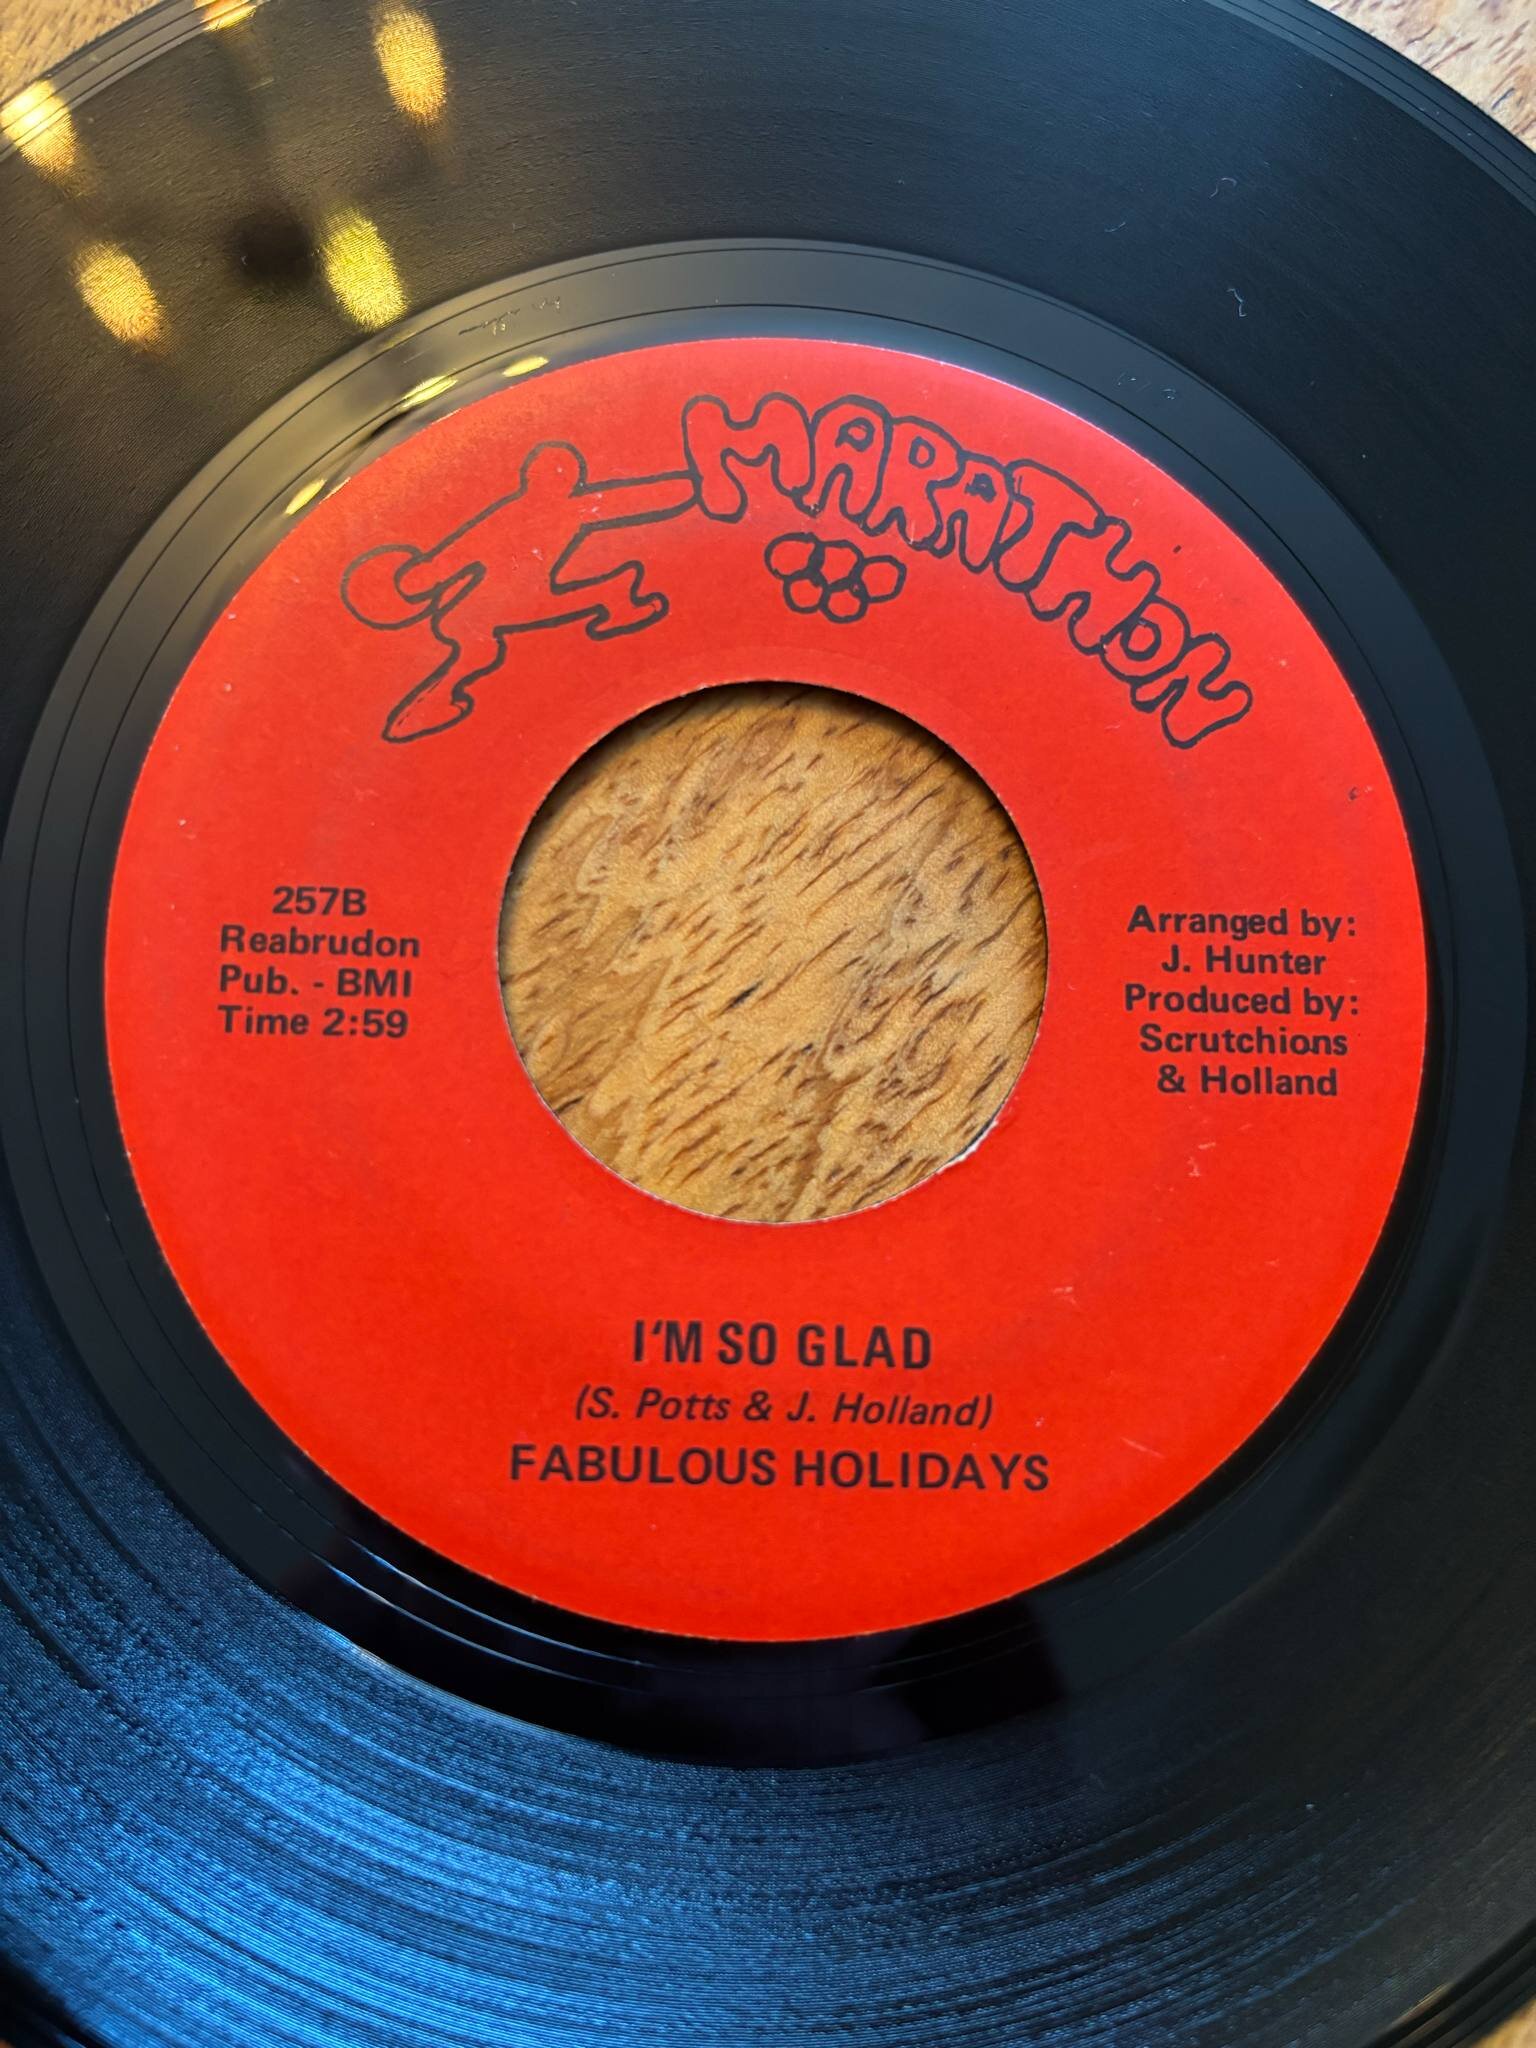 MARATHON
257B
Reabrudon
Pub. - BMI
Time 2:59
Arranged by:
J. Hunter
Produced by:
Scrutchions
& Holland
I'M SO GLAD
(S. Potts & J. Holland)
FABULOUS HOLIDAYS